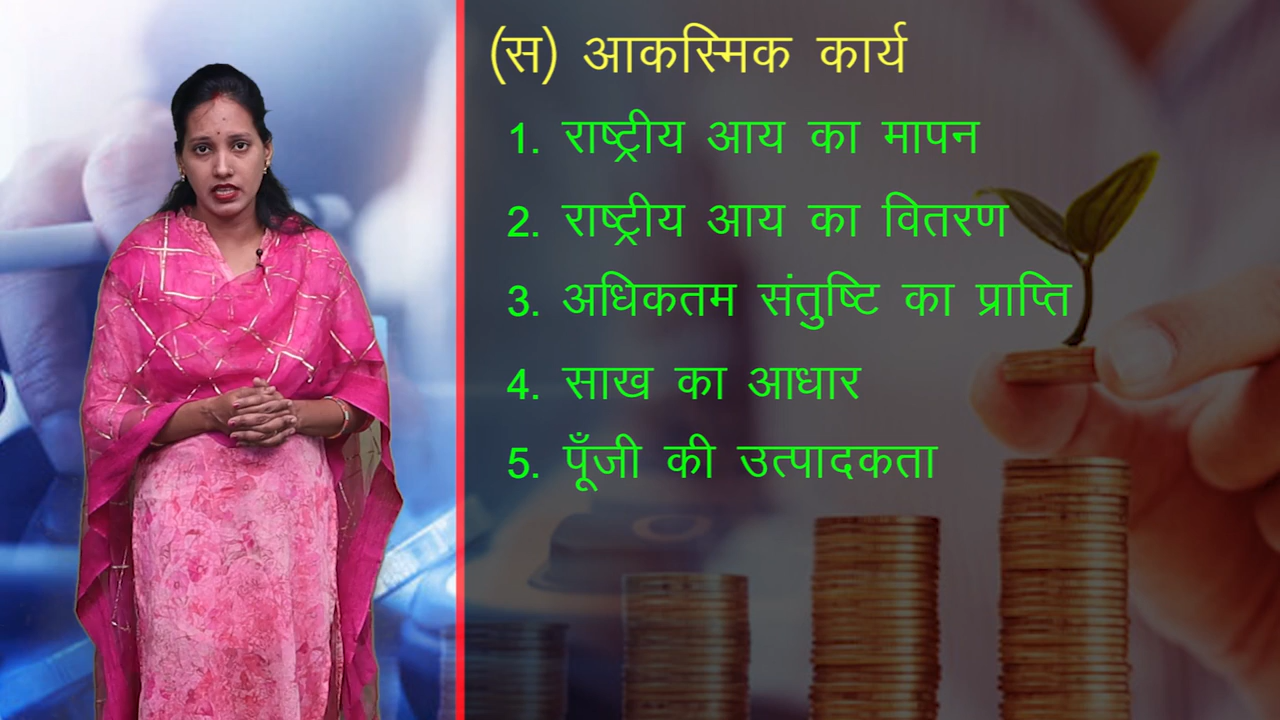 (स) आकस्मिक कार्य
1. राष्ट्रीय आय का मापन
2. राष्ट्रीय आय का वितरण
3. अधिकतम संतुष्टि का प्राप्ति
4. साख का आधार
5. पूँजी की उत्पादकता